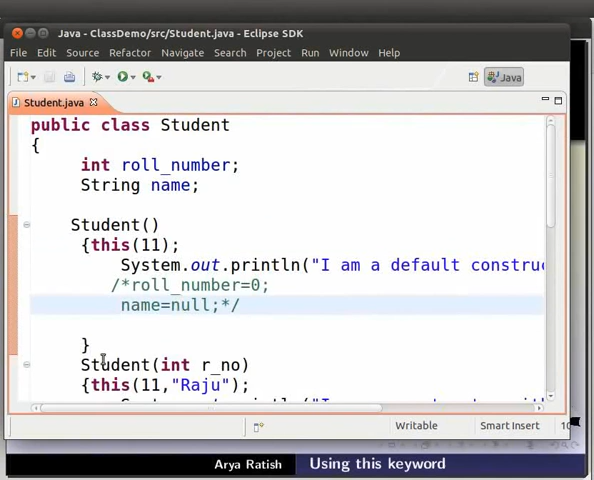 Java - ClassDemo/src/Student.java - Eclipse SDK
File Edit Source Refactor Navigate Search Project Run Window Help
Java
Student.java
public class Student
{
int roll_number;
String name;
Student()
{this(11);
System.out.println("I am a default constru
/*roll_number=0;
name=null;*/
}
Student(int r_no)
{this(11,"Raju");
Writable Smart Insert
Arya Ratish Using this keyword